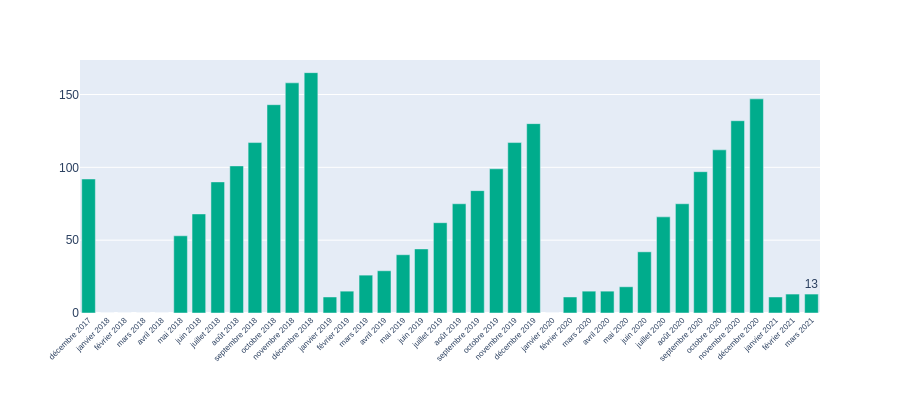 150
100
50
0
13
décembre 2017
janvier 2018
février 2018
mars 2018
avril 2018
mai 2018
juin 2018
juillet 2018
août 2018
septembre 2018
octobre 2018
novembre 2018
décembre 2018
janvier 2019
février 2019
mars 2019
avril 2019
mai 2019
juin 2019
juillet 2019
août 2019
septembre 2019
octobre 2019
novembre 2019
décembre 2019
janvier 2020
février 2020
mars 2020
avril 2020
mai 2020
juin 2020
juillet 2020
août 2020
septembre 2020
octobre 2020
novembre 2020
décembre 2020
janvier 2021
février 2021
mars 2021